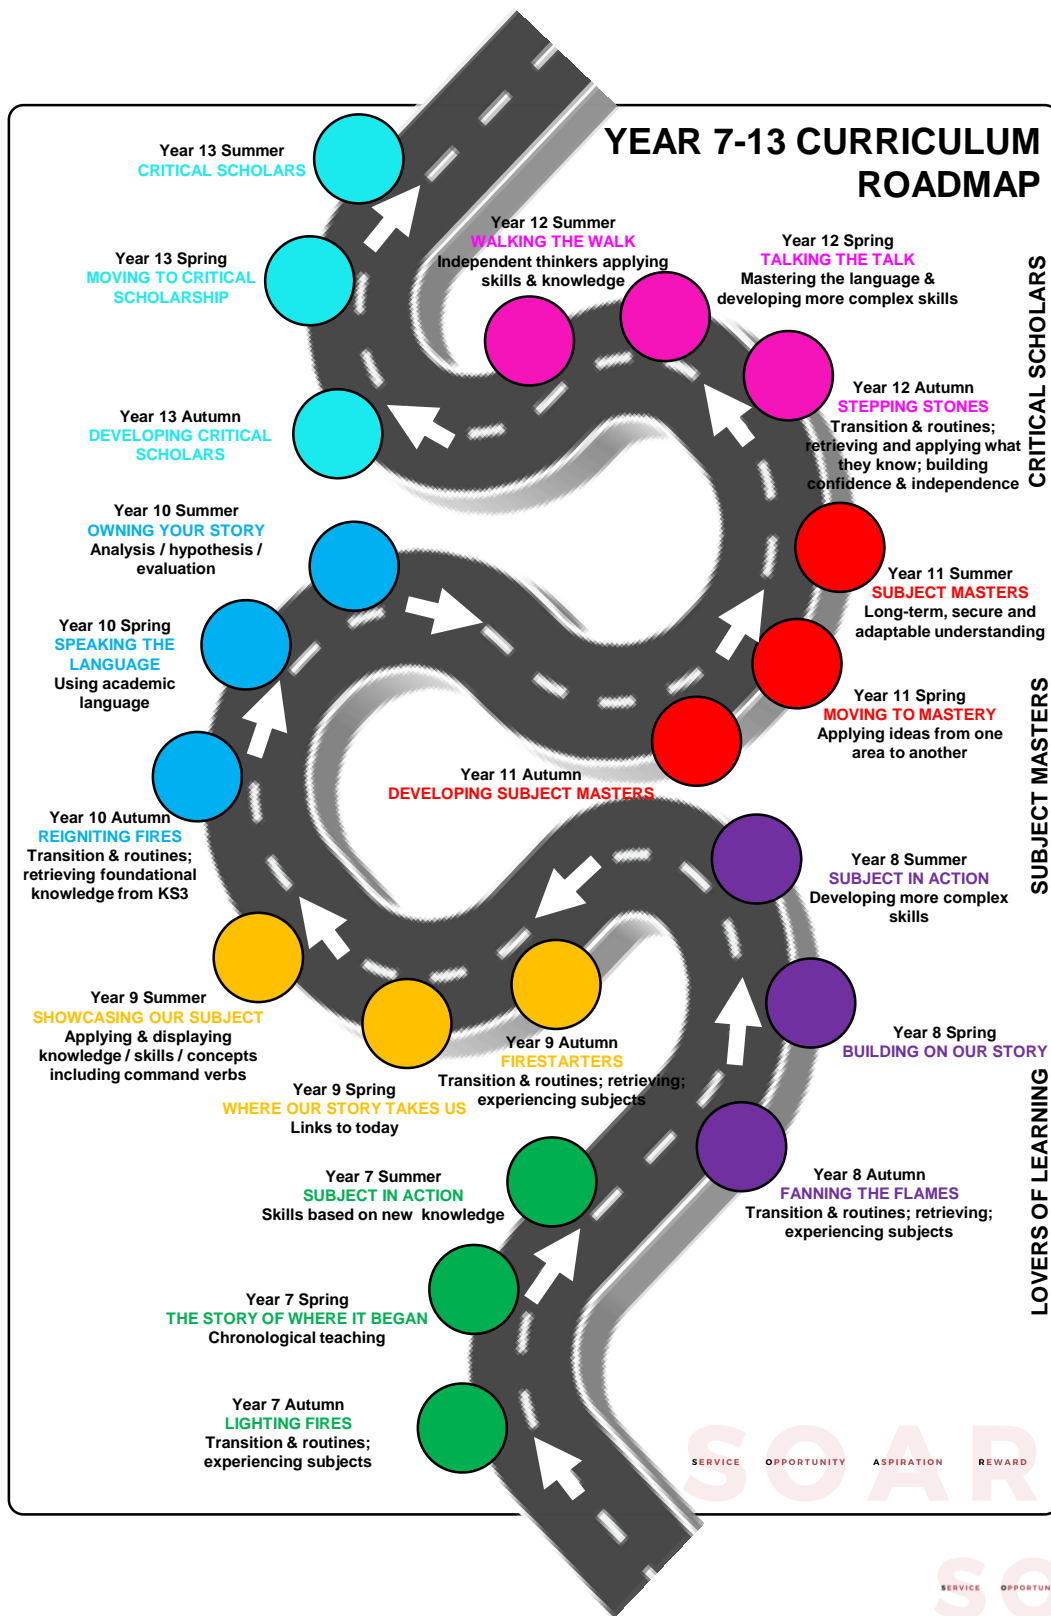 YEAR 7-13 CURRICULUM
ROADMAP
Year 13 Summer
CRITICAL SCHOLARS
Year 13 Spring
MOVING TO CRITICAL
SCHOLARSHIP
Year 13 Autumn
DEVELOPING CRITICAL
SCHOLARS
Year 12 Summer
WALKING THE WALK
Independent thinkers applying
skills & knowledge
Year 12 Spring
TALKING THE TALK
Mastering the language &
developing more complex skills
Year 12 Autumn
STEPPING STONES
Transition & routines;
retrieving and applying what
they know; building
confidence & independence
CRITICAL SCHOLARS
Year 10 Summer
OWNING YOUR STORY
Analysis / hypothesis /
evaluation
Year 10 Spring
SPEAKING THE
LANGUAGE
Using academic
language
Year 10 Autumn
REIGNITING FIRES
Transition & routines;
retrieving foundational
knowledge from KS3
Year 11 Summer
SUBJECT MASTERS
Long-term, secure and
adaptable understanding
Year 11 Spring
MOVING TO MASTERY
Applying ideas from one
area to another
Year 11 Autumn
DEVELOPING SUBJECT MASTERS
SUBJECT MASTERS
Year 8 Summer
SUBJECT IN ACTION
Developing more complex
skills
Year 8 Spring
BUILDING ON OUR STORY
Year 8 Autumn
FANNING THE FLAMES
Transition & routines; retrieving;
experiencing subjects
Year 9 Summer
SHOWCASING OUR SUBJECT
Applying & displaying
knowledge / skills / concepts
including command verbs
Year 9 Spring
WHERE OUR STORY TAKES US
Links to today
Year 9 Autumn
FIRESTARTERS
Transition & routines; retrieving;
experiencing subjects
LOVERS OF LEARNING
Year 7 Summer
SUBJECT IN ACTION
Skills based on new knowledge
Year 7 Spring
THE STORY OF WHERE IT BEGAN
Chronological teaching
Year 7 Autumn
LIGHTING FIRES
Transition & routines;
experiencing subjects
SOAR
SERVICE OPPORTUNITY ASPIRATION REWARD
SO
SERVICE OPPORTUN